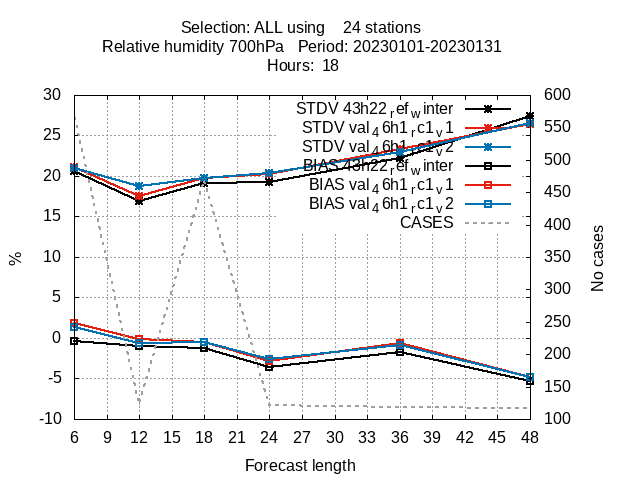 Selection: ALL using    24 stations
Relative humidity 700hPa   Period: 20230101-20230131
Hours: 18
STDV 43h22ref_winter
STDV val_46h1_rc1_v1
STDV val_46h1_rc1_v2
BIAS 43h22ref_winter
BIAS val_46h1_rc1_v1
BIAS val_46h1_rc1_v2
CASES
30
25
20
15
10
5
0
-5
-10
%
600
550
500
450
400
350
300
250
200
150
100
No cases
6 9 12 15 18 21 24 27 30 33 36 39 42 45 48
Forecast length